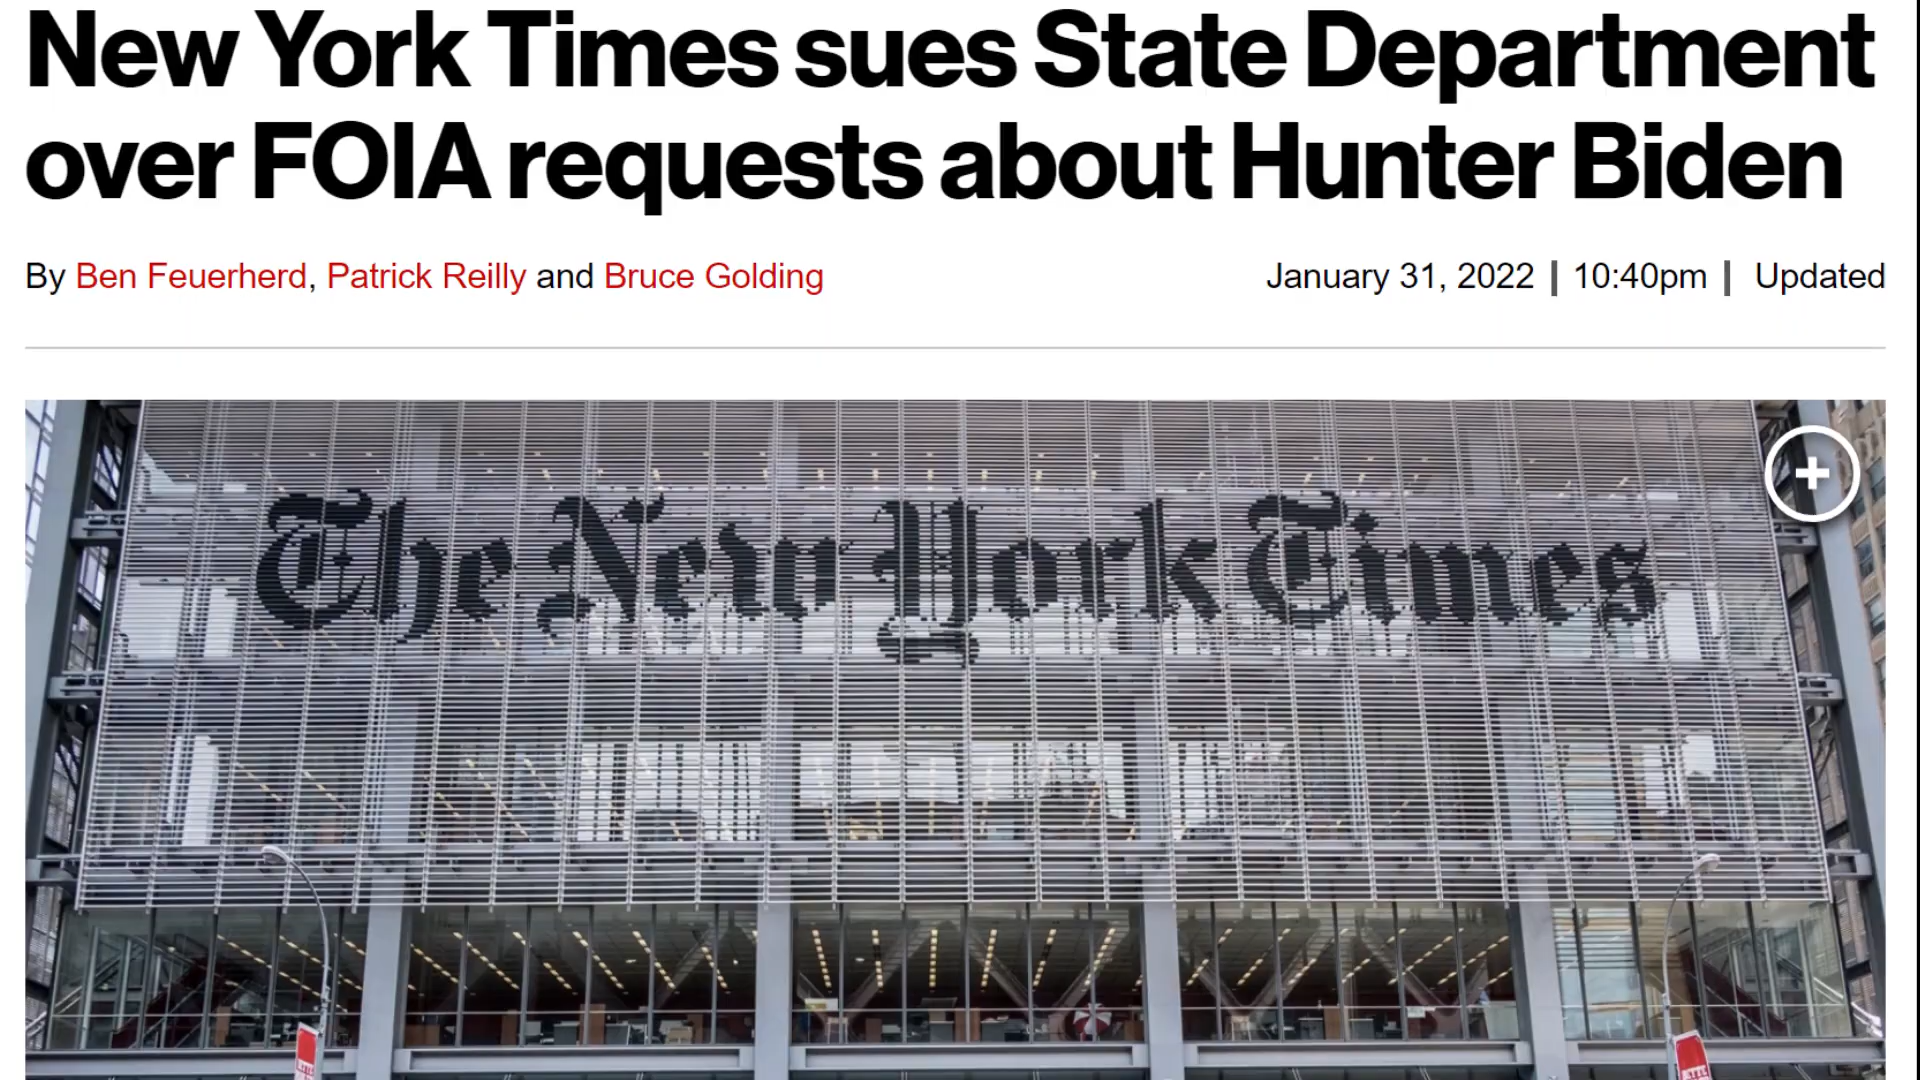 New York Times sues State Department
over FOIA requests about Hunter Biden
By Ben Feuerherd, Patrick Reilly and Bruce Golding
January 31, 2022 | 10:40pm | Updated
The New York Times